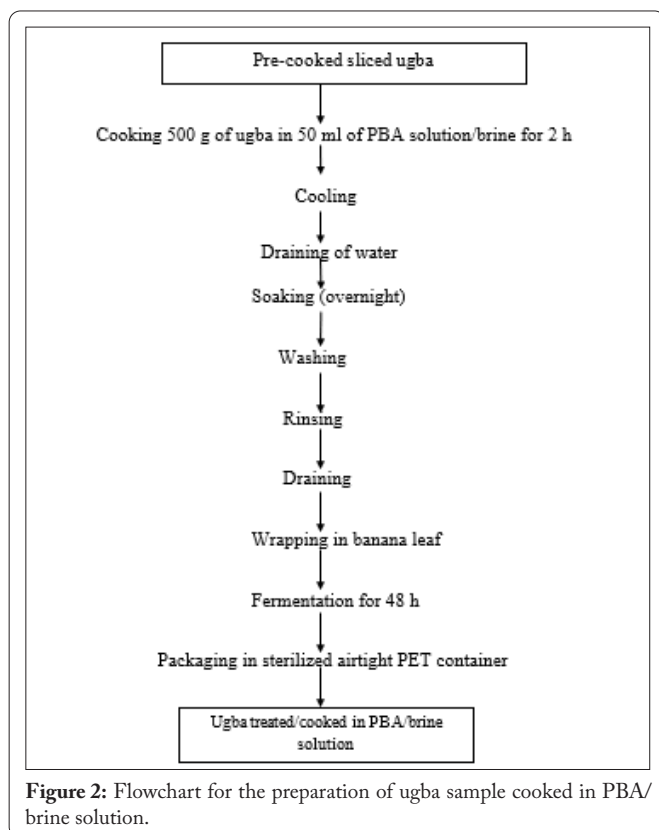 Pre-cooked sliced ugba
Cooking 500 g of ugba in 50 ml of PBA solution/brine for 2 h
Cooling
Draining of water
Soaking (overnight)
Washing
Rinsing
Draining
Wrapping in banana leaf
Fermentation for 48 h
Packaging in sterilized airtight PET container
Ugba treated/cooked in PBA/brine
solution
Figure 2: Flowchart for the preparation of ugba sample cooked in PBA/
brine solution.